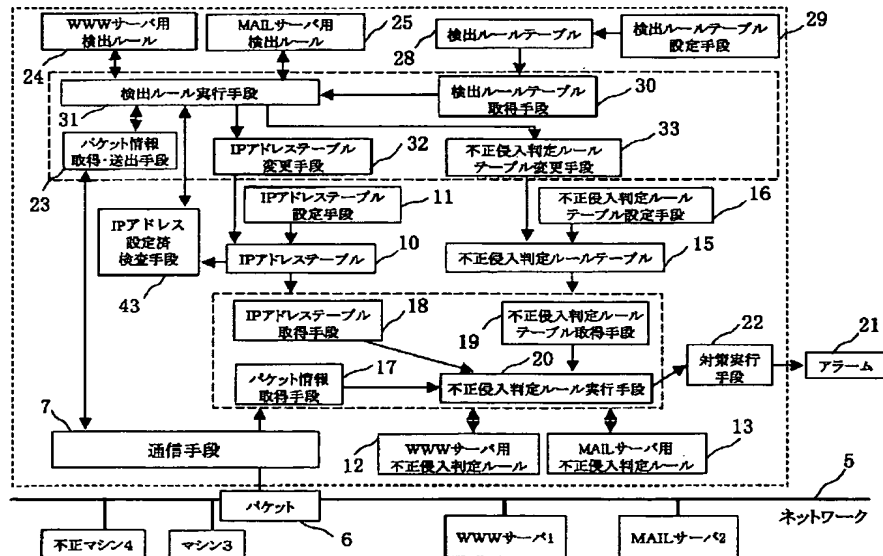 WWWサーバ用
検出ルール
24
MAILサーバ用
検出ルール
25
検出ルールテーブル
28
検出ルールテーブル
設定手段
29
検出ルール実行手段
31
検出ルールテーブル
取得手段
30
パケット情報
取得・送出手段
23
IPアドレステーブル
変更手段
32
不正侵入判定ルール
テーブル変更手段
33
IPアドレステーブル
設定手段
11
不正侵入判定ルール
テーブル設定手段
16
IPアドレス
設定済
検査手段
43
IPアドレステーブル
10
不正侵入判定ルールテーブル
15
IPアドレステーブル
取得手段
18
不正侵入判定ルール
テーブル取得手段
19
20
パケット情報
取得手段
17
不正侵入判定ルール実行手段
対策実行
手段
22
アラーム
21
通信手段
7
WWWサーバ用
不正侵入判定ルール
12
MAILサーバ用
不正侵入判定ルール
13
5
ネットワーク
パケット
6
不正マシン4
マシン3
WWWサーバ1
MAILサーバ2